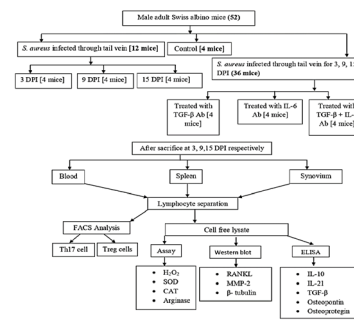 Male adult Swiss albino mice (52)
S. aureus infected through tail vein [12 mice]
Control [4 mice]
S. aureus infected through tail vein for 3, 9, 15
DPI (36 mice)
3 DPI [4 mice]
9 DPI [4 mice]
15 DPI [4 mice]
Treated with
TGF-β Ab [4
mice]
Treated with IL-6
Ab [4 mice]
Treated with
TGF-β + IL-
Ab [4 mice]
After sacrifice at 3, 9,15 DPI respectively
Blood
Spleen
Synovium
Lymphocyte separation
FACS Analysis
Cell free lysate
Th17 cell
Treg cells
Assay
Western blot
ELISA
• H₂O₂
• SOD
• CAT
• Arginase
• RANKL
• MMP-2
• β- tubulin
• IL-10
• IL-21
• TGF-β
• Osteopontin
• Osteoprotegin